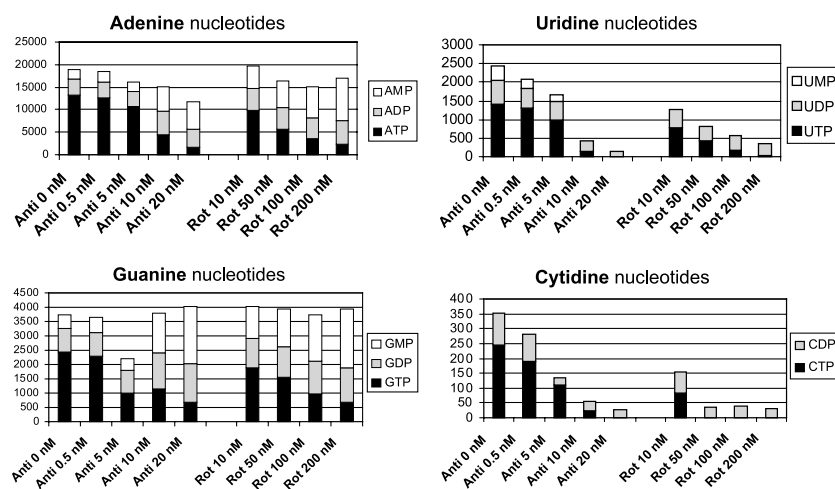 Adenine nucleotides
25000
20000
15000
10000
5000
0
AMP
ADP
ATP
Anti 0 nM
Anti 0.5 nM
Anti 5 nM
Anti 10 nM
Anti 20 nM
Rot 10 nM
Rot 50 nM
Rot 100 nM
Rot 200 nM
Uridine nucleotides
3000
2500
2000
1500
1000
500
0
UMP
UDP
UTP
Anti 0 nM
Anti 0.5 nM
Anti 5 nM
Anti 10 nM
Anti 20 nM
Rot 10 nM
Rot 50 nM
Rot 100 nM
Rot 200 nM
Guanine nucleotides
4500
4000
3500
3000
2500
2000
1500
1000
500
0
GMP
GDP
GTP
Anti 0 nM
Anti 0.5 nM
Anti 5 nM
Anti 10 nM
Anti 20 nM
Rot 10 nM
Rot 50 nM
Rot 100 nM
Rot 200 nM
Cytidine nucleotides
400
350
300
250
200
150
100
50
0
CDP
CTP
Anti 0 nM
Anti 0.5 nM
Anti 5 nM
Anti 10 nM
Anti 20 nM
Rot 10 nM
Rot 50 nM
Rot 100 nM
Rot 200 nM